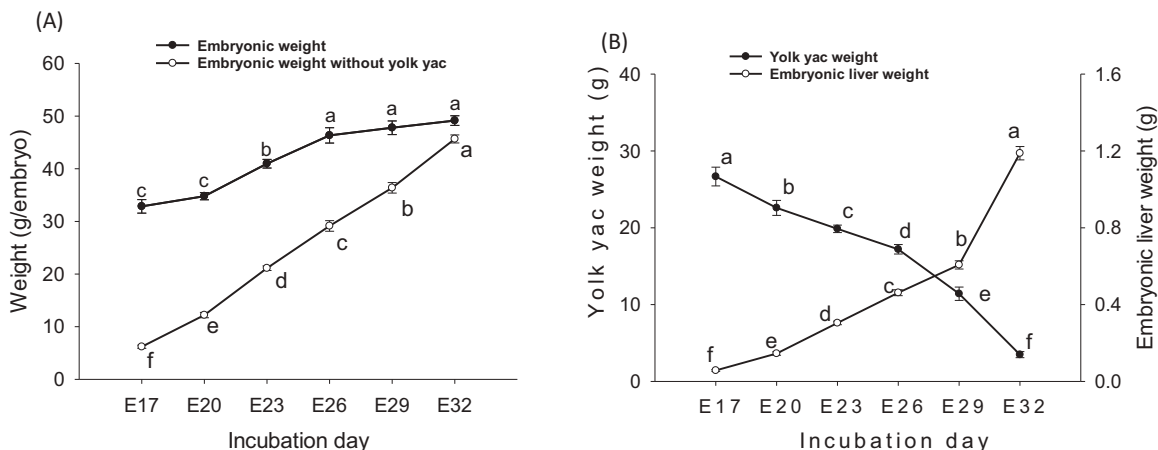 (A)
Embryonic weight
Embryonic weight without yolk yac
Weight (g/embryo)
60
50
40
30
20
10
0
c
c
b
a
a
a
f
e
d
c
b
a
E17
E20
E23
E26
E29
E32
Incubation day
(B)
Yolk yac weight
Embryonic liver weight
Yolk yac weight (g)
40
30
20
10
0
a
b
c
d
e
f
f
e
d
c
b
a
1.6
1.2
0.8
0.4
0.0
Embryonic liver weight (g)
E17
E20
E23
E26
E29
E32
Incubation day